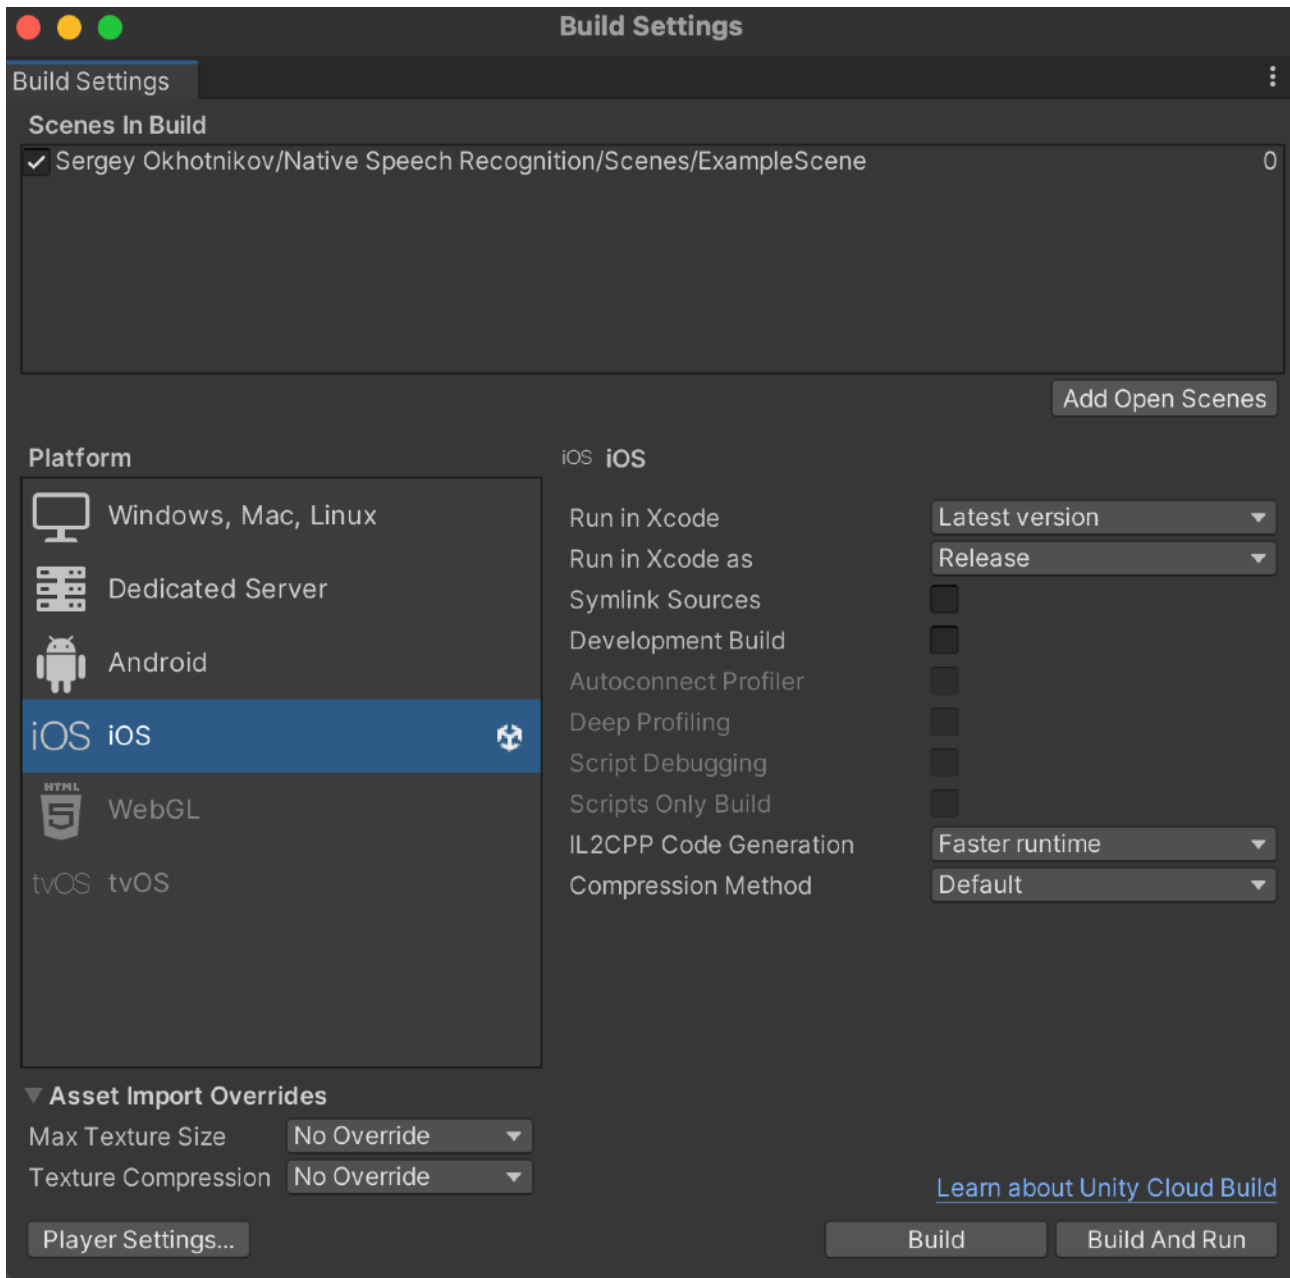 Build Settings
Build Settings
Scenes In Build
Sergey Okhotnikov/Native Speech Recognition/Scenes/ExampleScene 0
Add Open Scenes
Platform
Windows, Mac, Linux
Dedicated Server
Android
iOS iOS
HTML
5 WebGL
tvOS tvOS
iOS iOS
Run in Xcode Latest version
Run in Xcode as Release
Symlink Sources
Development Build
Autoconnect Profiler
Deep Profiling
Script Debugging
Scripts Only Build
IL2CPP Code Generation Faster runtime
Compression Method Default
Asset Import Overrides
Max Texture Size No Override
Texture Compression No Override
Learn about Unity Cloud Build
Player Settings... Build Build And Run